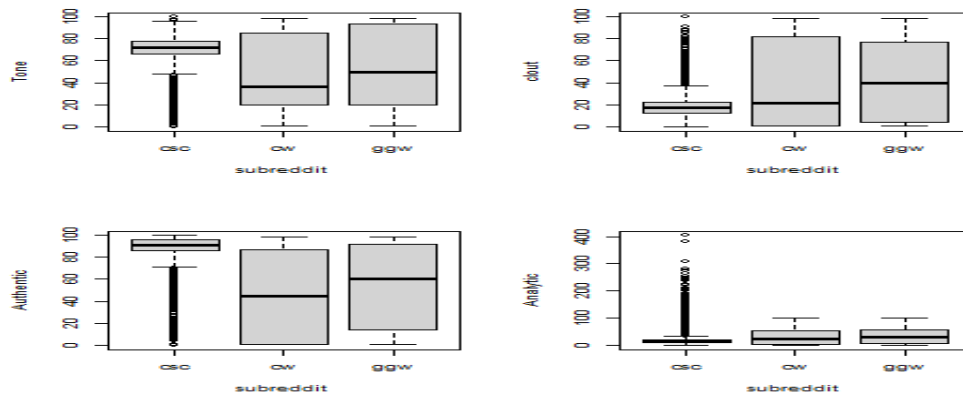 Tone
0 20 40 60 80 100
csc cw ggw
subreddit
clout
0 20 40 60 80 100
csc cw ggw
subreddit
Authentic
0 20 40 60 80 100
csc cw ggw
subreddit
Analytic
0 100 200 300 400
csc cw ggw
subreddit